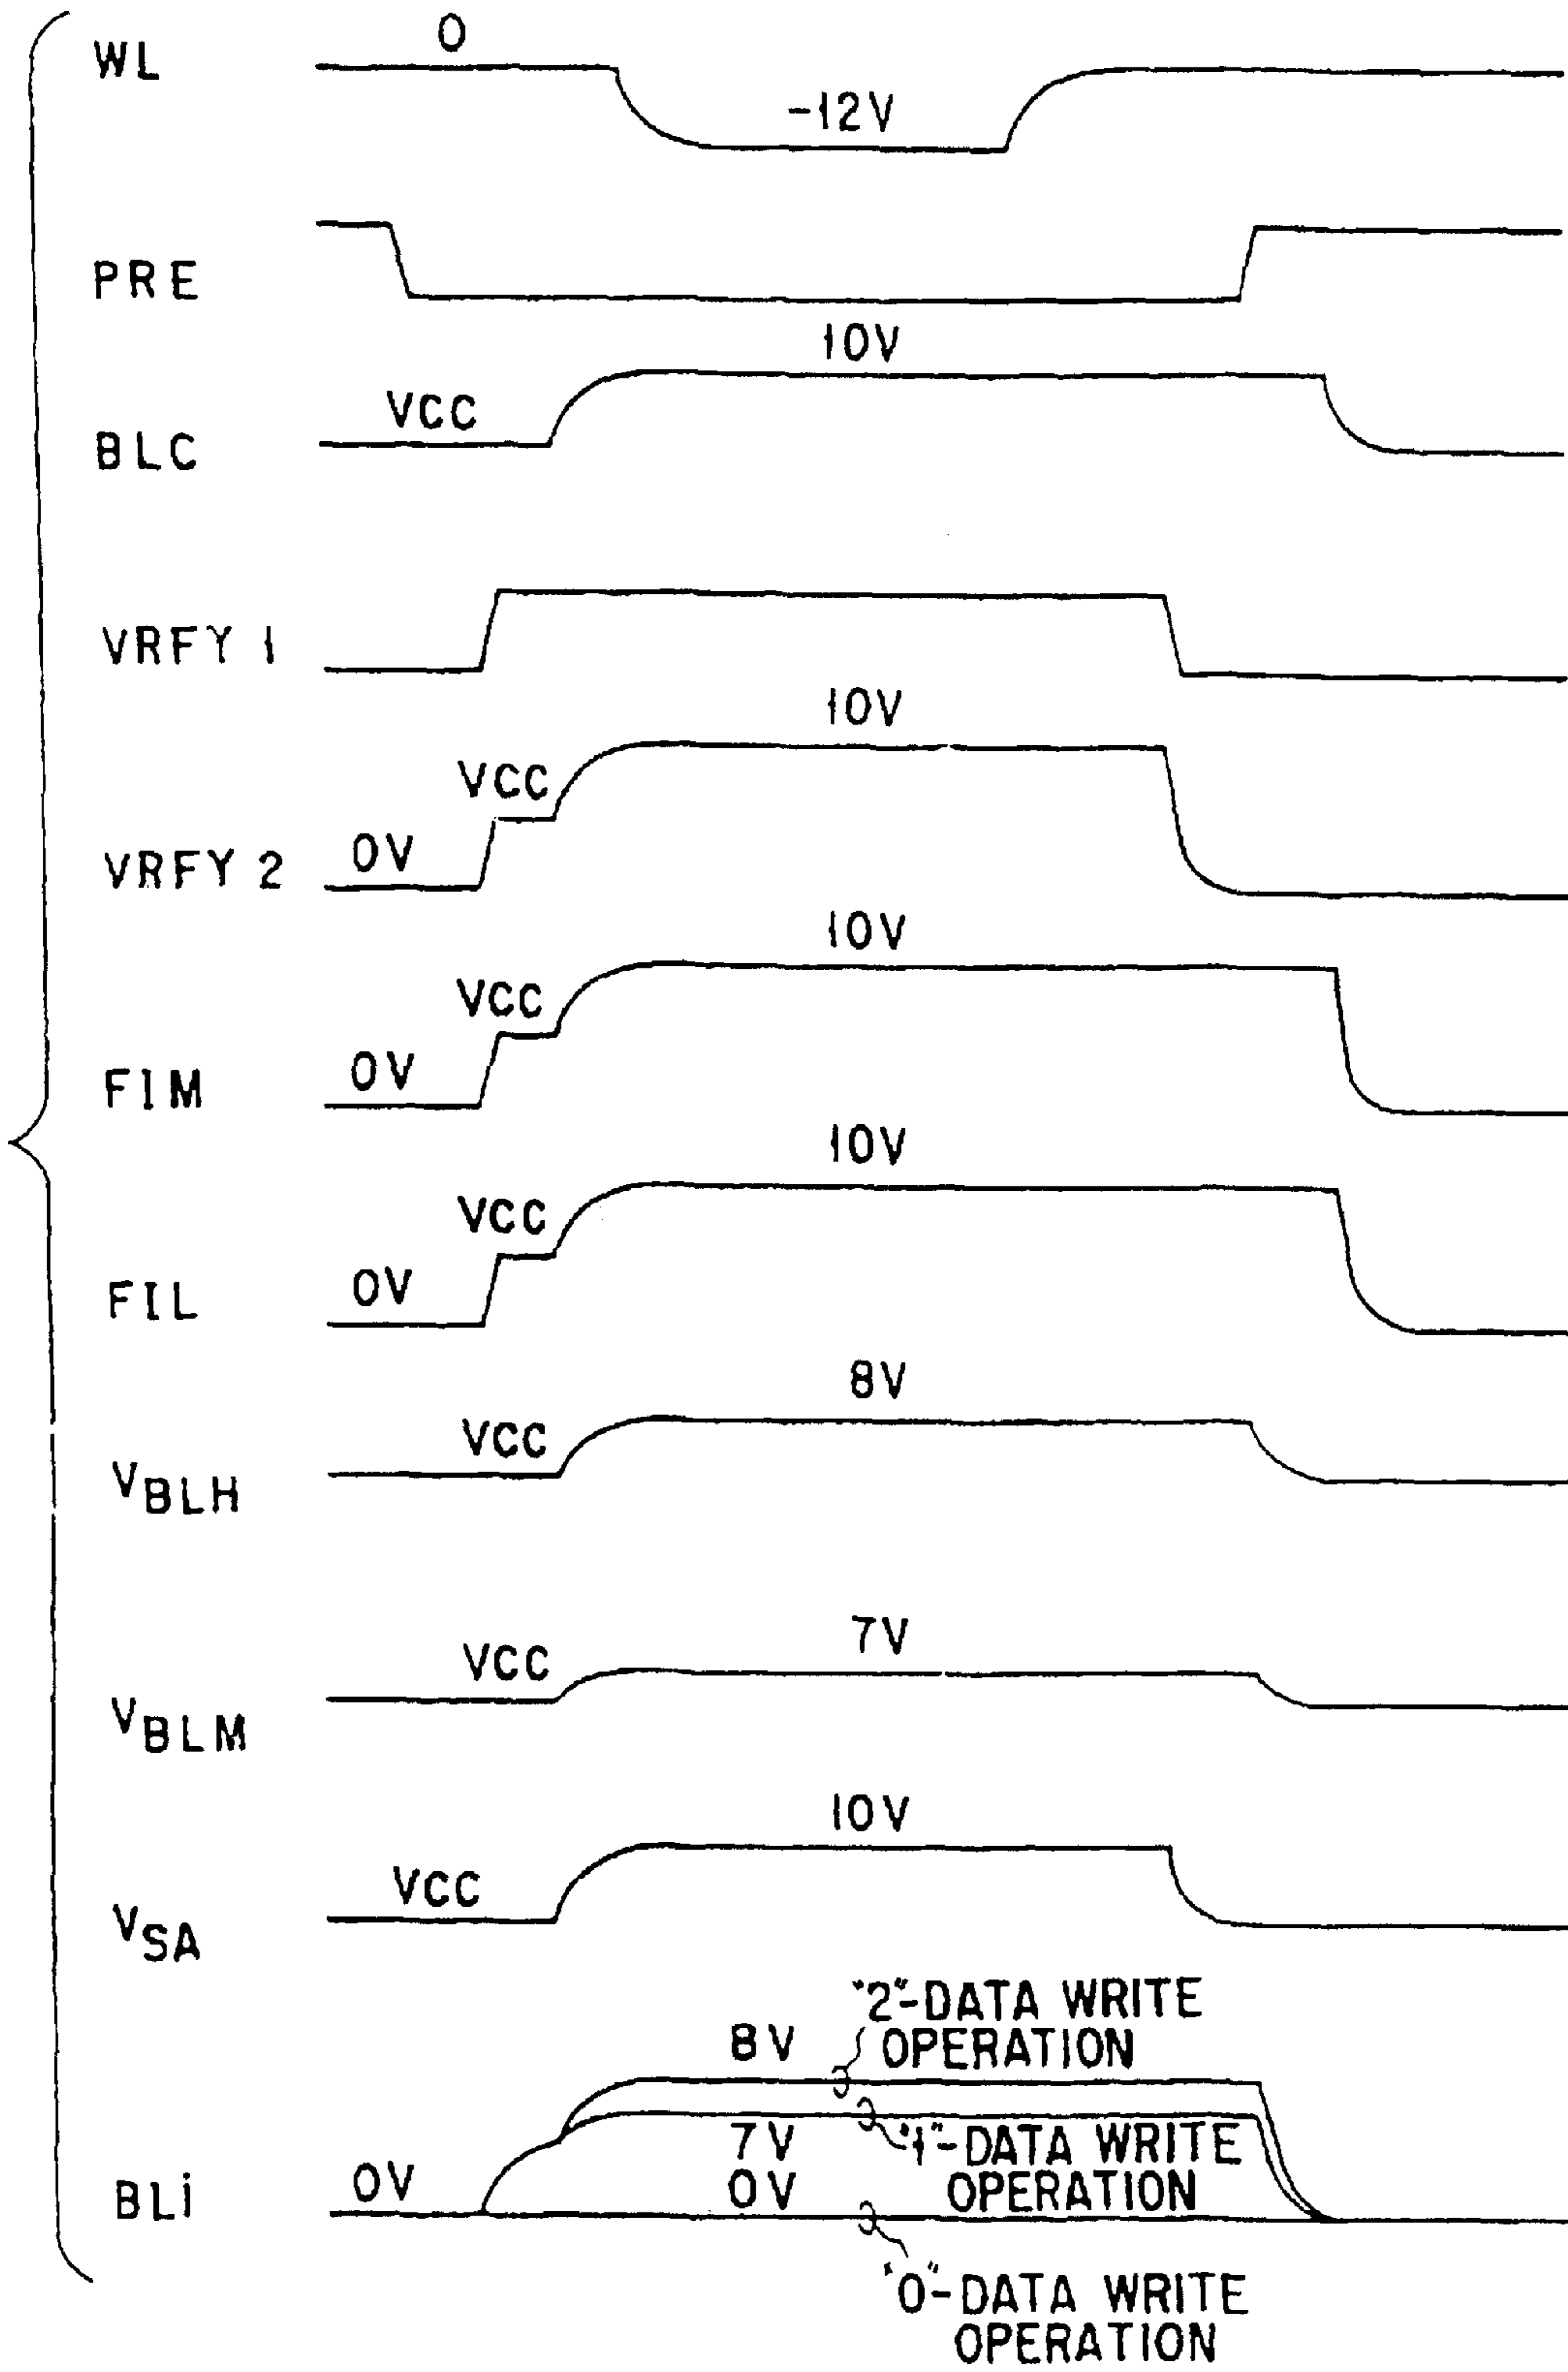 WL
0
-12V
PRE
BLC
VCC
10V
VRFY 1
VRFY 2
0V
VCC
10V
FIM
0V
VCC
10V
FIL
0V
VCC
10V
VBLH
VCC
8V
VBLM
VCC
7V
VSA
VCC
10V
BLi
0V
8V
"2"-DATA WRITE
OPERATION
7V
"1"-DATA WRITE
OPERATION
0V
"0"-DATA WRITE
OPERATION